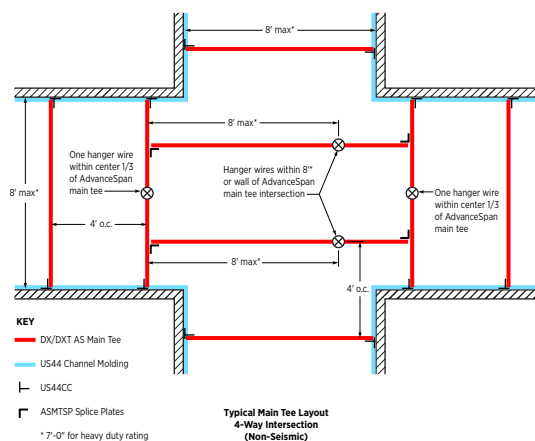 8' max*
8' max*
One hanger wire
within center 1/3
of AdvanceSpan
main tee
Hanger wires within 8'*
or wall of AdvanceSpan
main tee intersection
One hanger wire
within center 1/3
of AdvanceSpan
main tee
8' max*
4' o.c.
8' max*
4' o.c.
KEY
DX/DXT AS Main Tee
US44 Channel Molding
US44CC
ASMTSP Splice Plates
* 7'-0" for heavy duty rating
Typical Main Tee Layout
4-Way Intersection
(Non-Seismic)